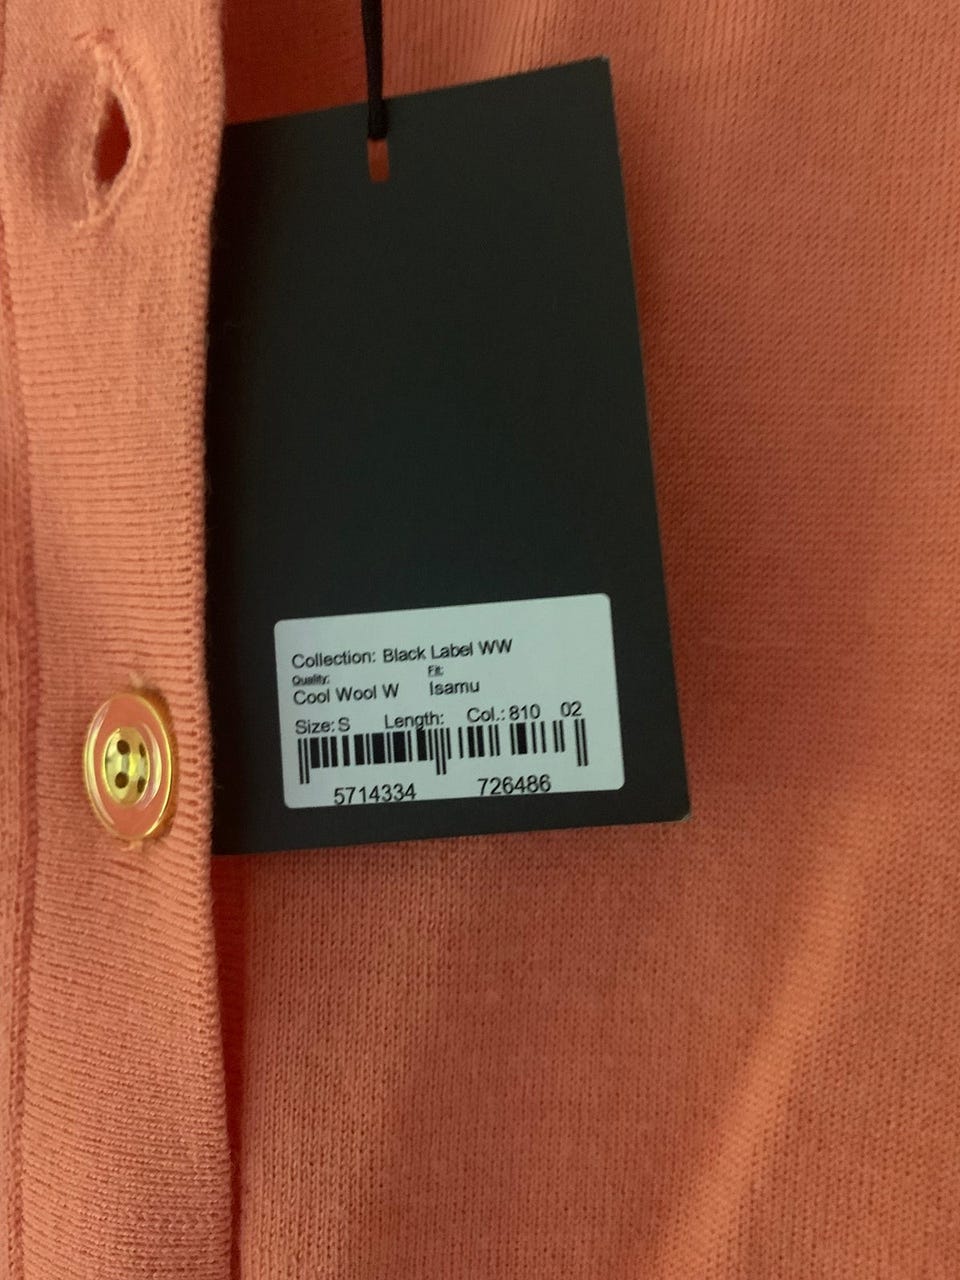 Collection: Black Label WW
Quality: Fit:
Cool Wool W Isamu
Size: S Length: Col.: 810 02
5714334 726486